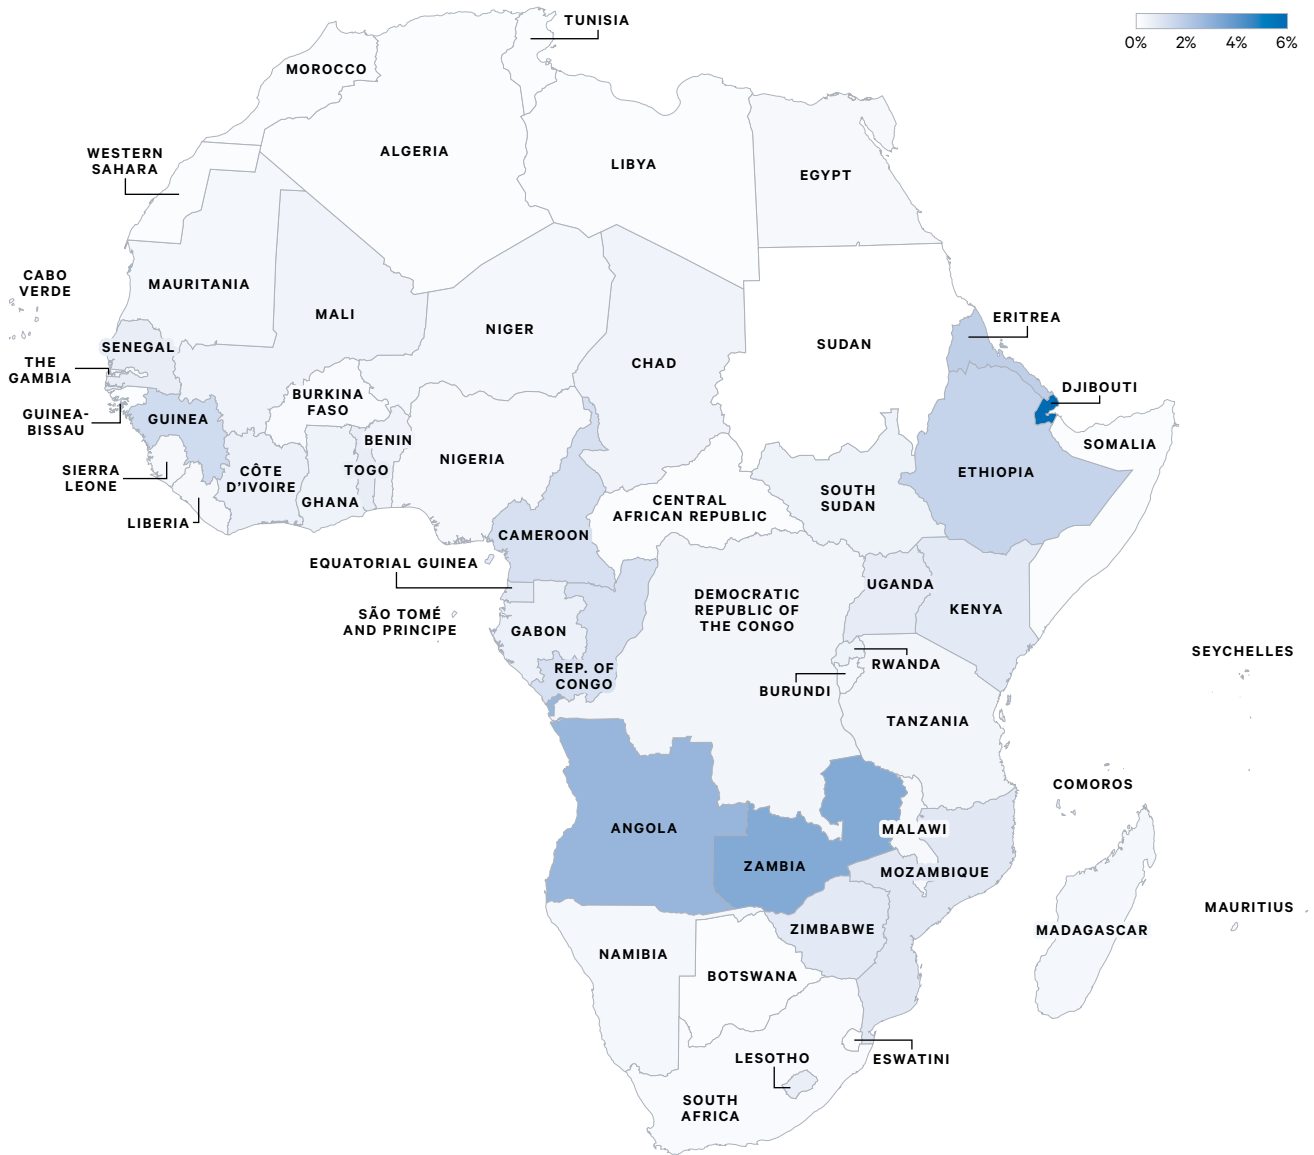 0% 2% 4% 6%
TUNISIA
MOROCCO
ALGERIA
LIBYA
EGYPT
WESTERN
SAHARA
CABO
VERDE
MAURITANIA
MALI
NIGER
CHAD
SUDAN
ERITREA
SENEGAL
THE
GAMBIA
GUINEA-
BISSAU
GUINEA
BURKINA
FASO
BENIN
TOGO
NIGERIA
DJIBOUTI
SOMALIA
ETHIOPIA
SIERRA
LEONE
CÔTE
D'IVOIRE
GHANA
LIBERIA
CENTRAL
AFRICAN REPUBLIC
SOUTH
SUDAN
CAMEROON
EQUATORIAL GUINEA
SÃO TOMÉ
AND PRINCIPE
GABON
REP. OF
CONGO
DEMOCRATIC
REPUBLIC OF
THE CONGO
UGANDA
KENYA
RWANDA
BURUNDI
TANZANIA
SEYCHELLES
COMOROS
ANGOLA
ZAMBIA
MALAWI
MOZAMBIQUE
ZIMBABWE
MADAGASCAR
MAURITIUS
NAMIBIA
BOTSWANA
ESWATINI
LESOTHO
SOUTH
AFRICA